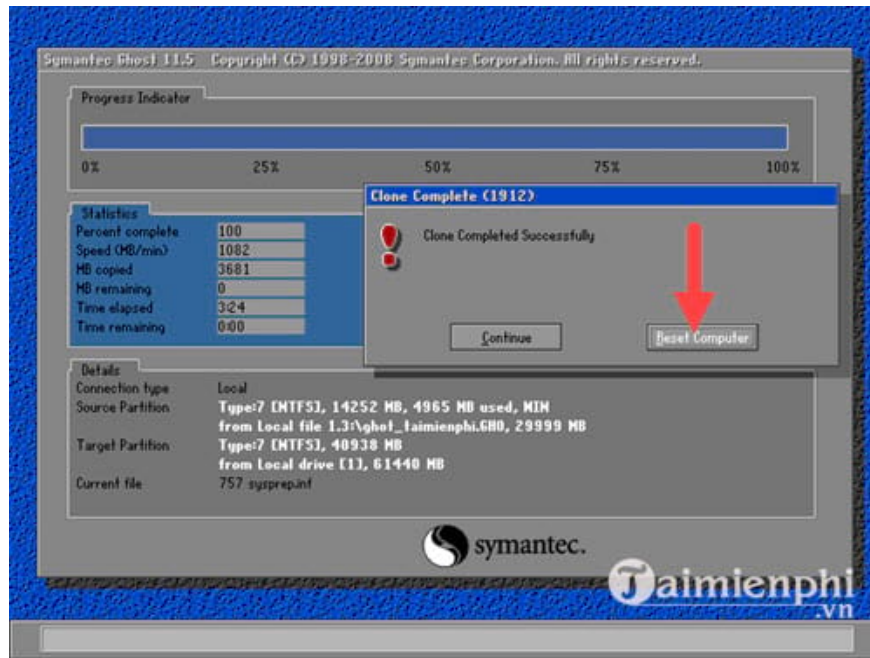 Symantec Ghost 11.5 Copyright (C) 1998-2008 Symantec Corporation. All rights reserved.
Progress Indicator
0% 25% 50% 75% 100%
Clone Complete (1912)
Clone Completed Successfully
Continue Reset Computer
Statistics
Percent complete 100
Speed (MB/min) 1082
MB copied 3681
MB remaining 0
Time elapsed 3:24
Time remaining 0:00
Details
Connection type Local
Source Partition Type:7 [NTFS], 14252 MB, 4965 MB used, MIN
from Local file 1.3:\ghot_taimienphi.GHO, 29999 MB
Target Partition Type:7 [NTFS], 40938 MB
from Local drive [1], 61440 MB
Current file 757 sysprep.inf
symantec.
Taimienphi
.vn